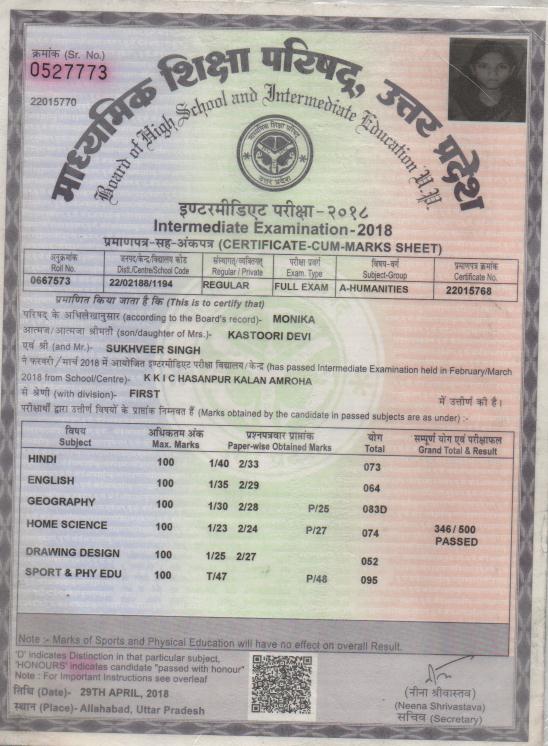 क्रमांक (Sr. No.)
0527773
22015770
माध्यमिक शिक्षा परिषद्, उत्तर प्रदेश
Board of High School and Intermediate Education U.P.
माध्यमिक शिक्षा परिषद्
उत्तर प्रदेश
इण्टरमीडिएट परीक्षा-२०१८
Intermediate Examination-2018
प्रमाणपत्र-सह-अंकपत्र (CERTIFICATE-CUM-MARKS SHEET)
अनुक्रमांक जनपद/केन्द्र/विद्यालय कोड संस्थागत/व्यक्तिगत परीक्षा प्रवर्ग विषय-वर्ग प्रमाणपत्र क्रमांक
Roll No. Distt./Centre/School Code Regular / Private Exam. Type Subject-Group Certificate No.
0667573 22/02188/1194 REGULAR FULL EXAM A-HUMANITIES 22015768
प्रमाणित किया जाता है कि (This is to certify that)
परिषद् के अभिलेखानुसार (according to the Board's record)- MONIKA
आत्मज/आत्मजा श्रीमती (son/daughter of Mrs.)- KASTOORI DEVI
एवं श्री (and Mr.)- SUKHVEER SINGH
ने फरवरी/मार्च 2018 में आयोजित इण्टरमीडिएट परीक्षा विद्यालय/केन्द्र (has passed Intermediate Examination held in February/March
2018 from School/Centre)- K K I C HASANPUR KALAN AMROHA
से श्रेणी (with division)- FIRST में उत्तीर्ण की है।
परीक्षार्थी द्वारा उत्तीर्ण विषयों के प्राप्तांक निम्नवत हैं (Marks obtained by the candidate in passed subjects are as under) :-
विषय अधिकतम अंक प्रश्नपत्रवार प्राप्तांक योग सम्पूर्ण योग एवं परीक्षाफल
Subject Max. Marks Paper-wise Obtained Marks Total Grand Total & Result
HINDI 100 1/40 2/33 073
ENGLISH 100 1/35 2/29 064
GEOGRAPHY 100 1/30 2/28 P/25 083D
HOME SCIENCE 100 1/23 2/24 P/27 074 346/500
PASSED
DRAWING DESIGN 100 1/25 2/27 052
SPORT & PHY EDU 100 T/47 P/48 095
Note :- Marks of Sports and Physical Education will have no effect on overall Result.
'D' indicates Distinction in that particular subject,
'HONOURS' indicates candidate "passed with honour"
Note : For Important Instructions see overleaf
तिथि (Date)- 29TH APRIL, 2018
स्थान (Place)- Allahabad, Uttar Pradesh
(नीना श्रीवास्तव)
(Neena Shrivastava)
सचिव (Secretary)